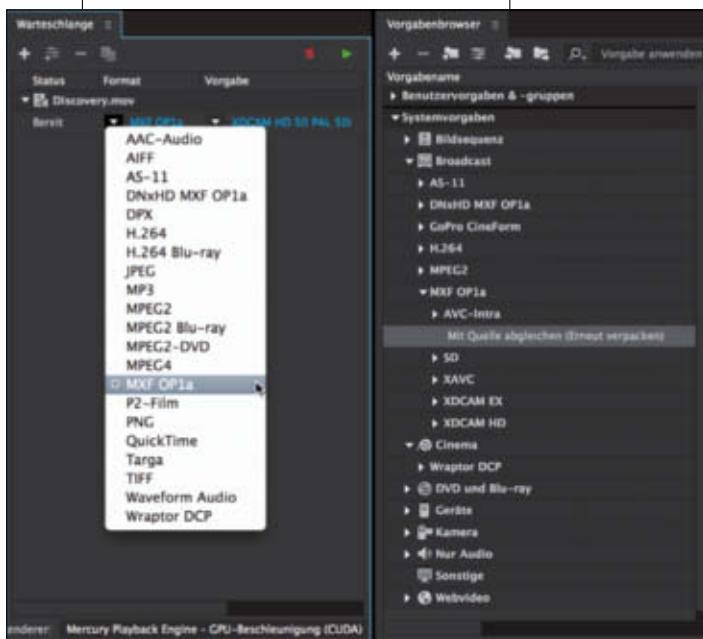 Warteschlange
Status Format Vorgabe
Discovery.mov
Bereit MXF OP1a XDCAM HD 50 PAL 50i
AAC-Audio
AIFF
AS-11
DNxHD MXF OP1a
DPX
H.264
H.264 Blu-ray
JPEG
MP3
MPEG2
MPEG2 Blu-ray
MPEG2-DVD
MPEG4
MXF OP1a
P2-Film
PNG
QuickTime
Targa
TIFF
Waveform Audio
Wraptor DCP
enderer: Mercury Playback Engine - GPU-Beschleunigung (CUDA)
Vorgabenbrowser
Vorgabe anwenden
Vorgabename
Benutzervorgaben & -gruppen
Systemvorgaben
Bildsequenz
Broadcast
AS-11
DNxHD MXF OP1a
GoPro CineForm
H.264
MPEG2
MXF OP1a
AVC-Intra
Mit Quelle abgleichen (Erneut verpacken)
SD
XAVC
XDCAM EX
XDCAM HD
Cinema
Wraptor DCP
DVD und Blu-ray
Geräte
Kamera
Nur Audio
Sonstige
Webvideo